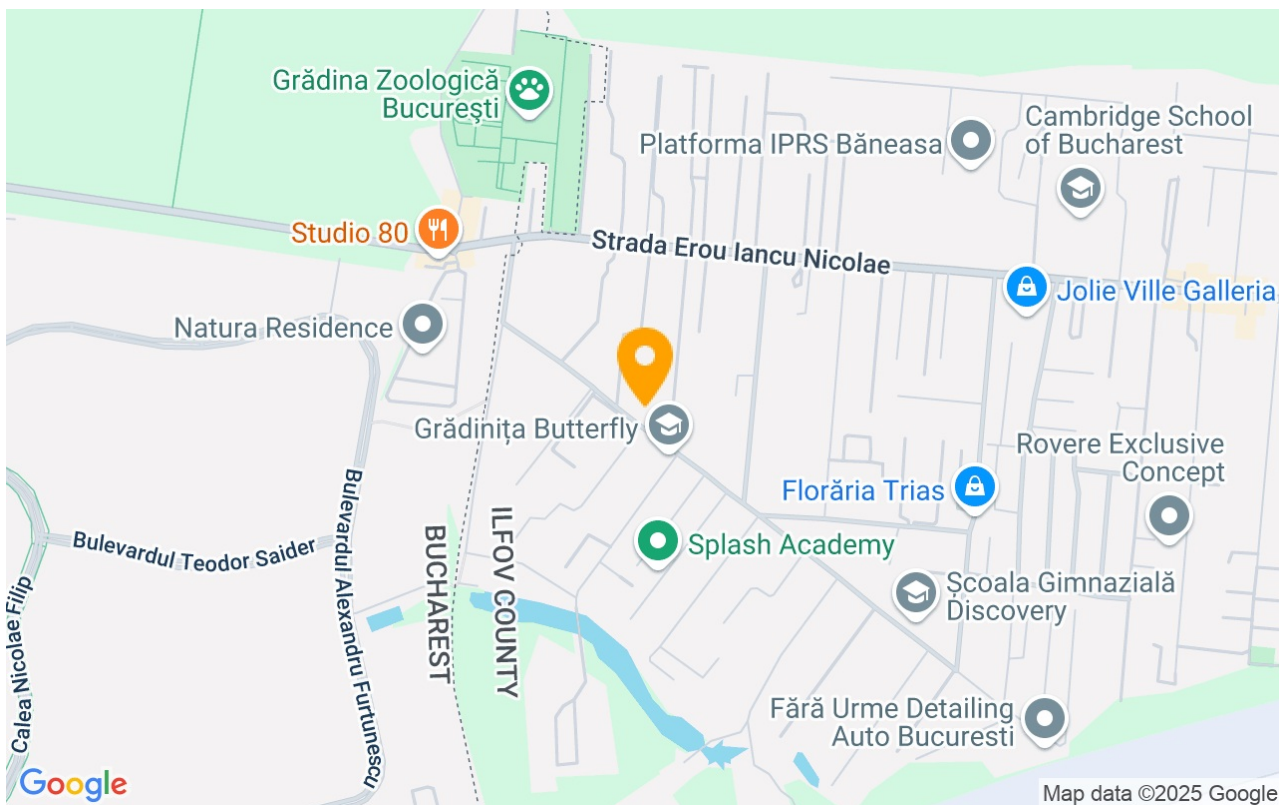 Grădina Zoologică
București
Platforma IPRS Băneasa
Cambridge School
of Bucharest
Studio 80
Strada Erou Iancu Nicolae
Jolie Ville Galleria
Natura Residence
Grădinița Butterfly
Rovere Exclusive
Concept
Florăria Trias
Bulevardul Teodor Saider
Splash Academy
Școala Gimnazială
Discovery
BUCHAREST
ILFOV COUNTY
Bulevardul Alexandru Furtunescu
Calea Nicolae Filip
Fără Urme Detailing
Auto Bucuresti
Google
Map data ©2025 Google